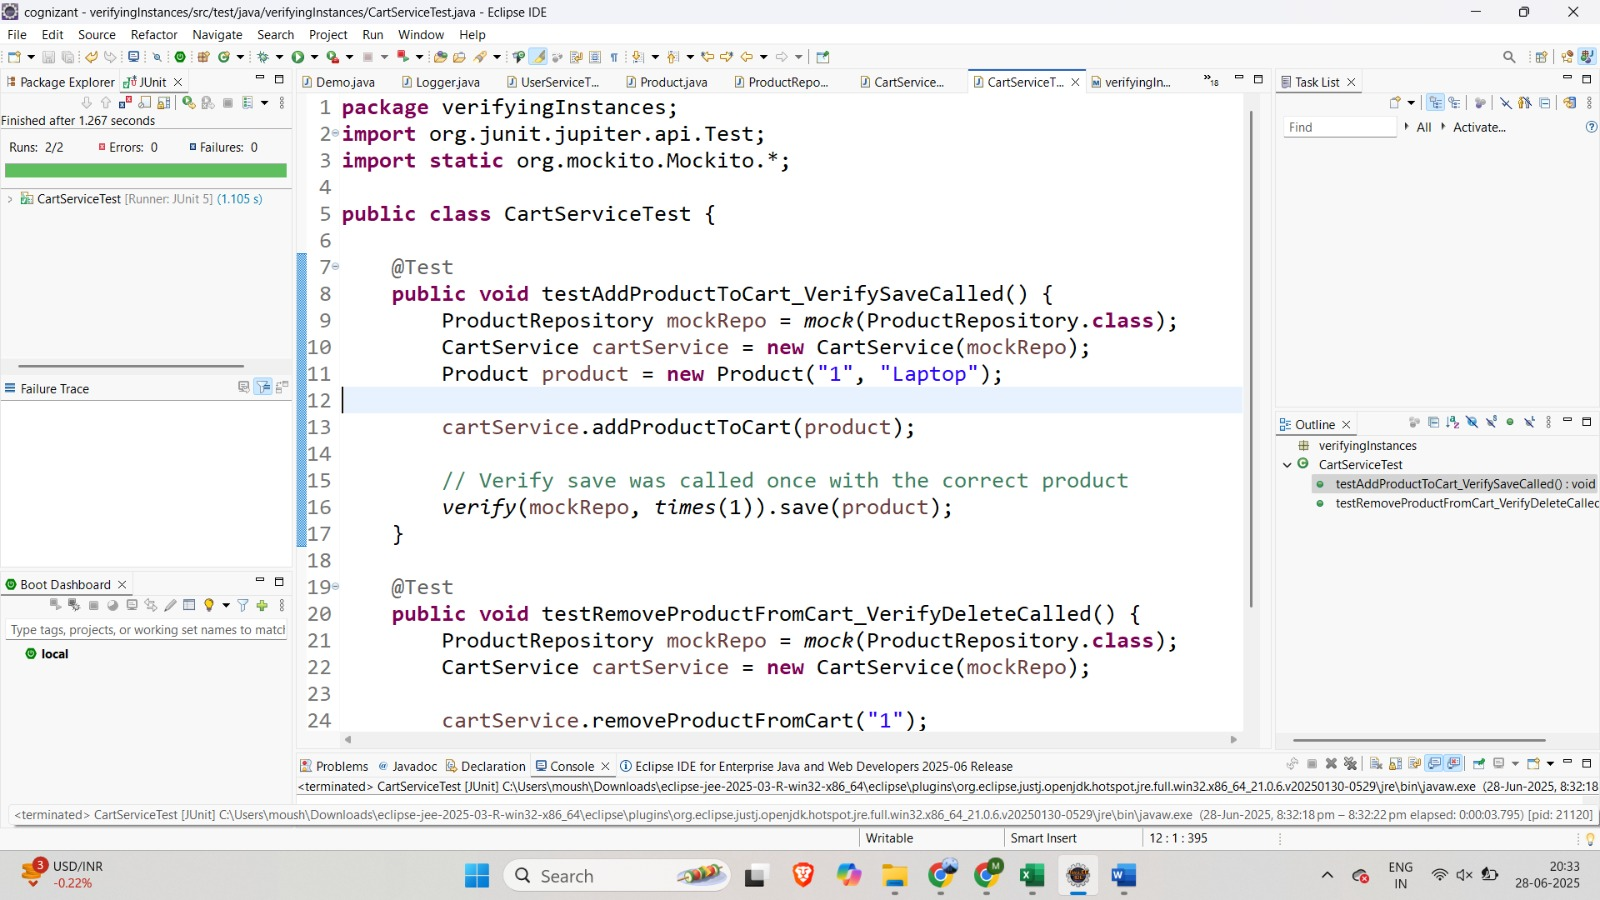 cognizant - verifyingInstances/src/test/java/verifyingInstances/CartServiceTest.java - Eclipse IDE
File Edit Source Refactor Navigate Search Project Run Window Help
Package Explorer JUnit
Finished after 1.267 seconds
Runs: 2/2 Errors: 0 Failures: 0
CartServiceTest [Runner: JUnit 5] (1.105 s)
Failure Trace
Boot Dashboard
Type tags, projects, or working set names to match
local
Demo.java Logger.java UserServiceT... Product.java ProductRepo... CartService... CartServiceT... verifyingIn... »18
1 package verifyingInstances;
2 import org.junit.jupiter.api.Test;
3 import static org.mockito.Mockito.*;
4
5 public class CartServiceTest {
6
7 @Test
8 public void testAddProductToCart_VerifySaveCalled() {
9 ProductRepository mockRepo = mock(ProductRepository.class);
10 CartService cartService = new CartService(mockRepo);
11 Product product = new Product("1", "Laptop");
12
13 cartService.addProductToCart(product);
14
15 // Verify save was called once with the correct product
16 verify(mockRepo, times(1)).save(product);
17 }
18
19 @Test
20 public void testRemoveProductFromCart_VerifyDeleteCalled() {
21 ProductRepository mockRepo = mock(ProductRepository.class);
22 CartService cartService = new CartService(mockRepo);
23
24 cartService.removeProductFromCart("1");
Task List
Find All Activate...
Outline
verifyingInstances
CartServiceTest
testAddProductToCart_VerifySaveCalled() : void
testRemoveProductFromCart_VerifyDeleteCalled
Problems Javadoc Declaration Console Eclipse IDE for Enterprise Java and Web Developers 2025-06 Release
<terminated> CartServiceTest [JUnit] C:\Users\moush\Downloads\eclipse-jee-2025-03-R-win32-x86_64\eclipse\plugins\org.eclipse.justj.openjdk.hotspot.jre.full.win32.x86_64_21.0.6.v20250130-0529\jre\bin\javaw.exe (28-Jun-2025, 8:32:18
<terminated> CartServiceTest [JUnit] C:\Users\moush\Downloads\eclipse-jee-2025-03-R-win32-x86_64\eclipse\plugins\org.eclipse.justj.openjdk.hotspot.jre.full.win32.x86_64_21.0.6.v20250130-0529\jre\bin\javaw.exe (28-Jun-2025, 8:32:18 pm – 8:32:22 pm elapsed: 0:00:03.795) [pid: 21120]
Writable Smart Insert 12 : 1 : 395
3 USD/INR
-0.22%
Search
ENG
IN
20:33
28-06-2025